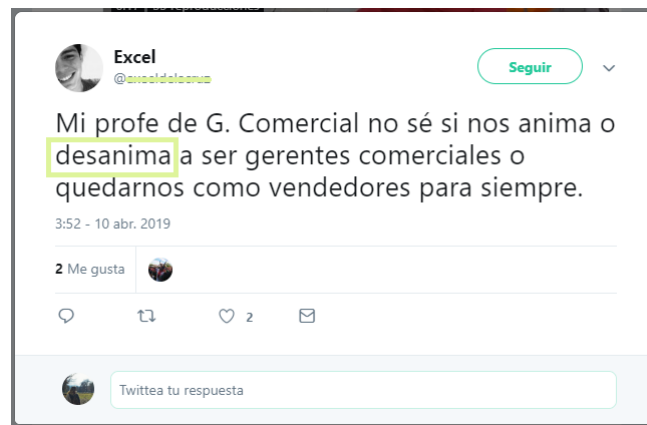 Excel
Seguir
Mi profe de G. Comercial no sé si nos anima o
desanima a ser gerentes comerciales o
quedarnos como vendedores para siempre.
3:52 - 10 abr. 2019
2 Me gusta
2
Twittea tu respuesta